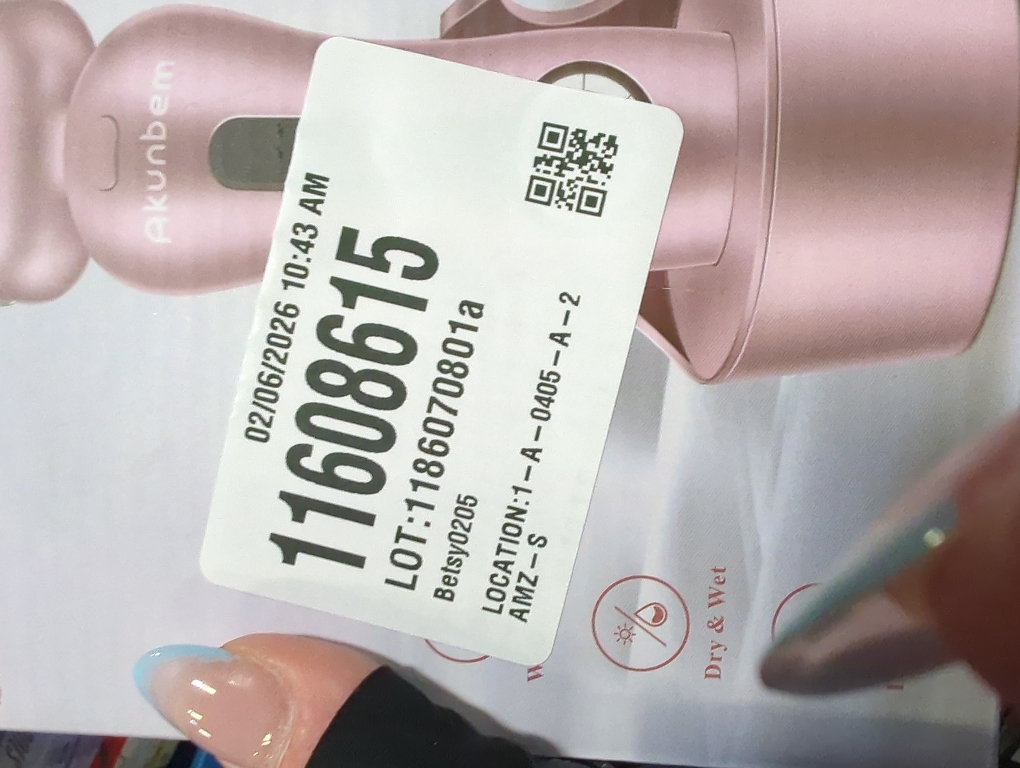 Akunbem
02/06/2026 10:43 AM
11608615
LOT:1186070801a
Betsy0205
LOCATION:1-A-0405-A-2
AMZ-S
Dry & Wet